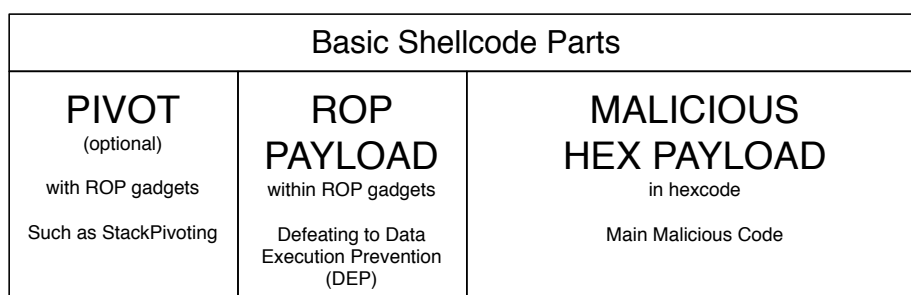 Basic Shellcode Parts
PIVOT
(optional)
with ROP gadgets
Such as StackPivoting
ROP
PAYLOAD
within ROP gadgets
Defeating to Data
Execution Prevention
(DEP)
MALICIOUS
HEX PAYLOAD
in hexcode
Main Malicious Code